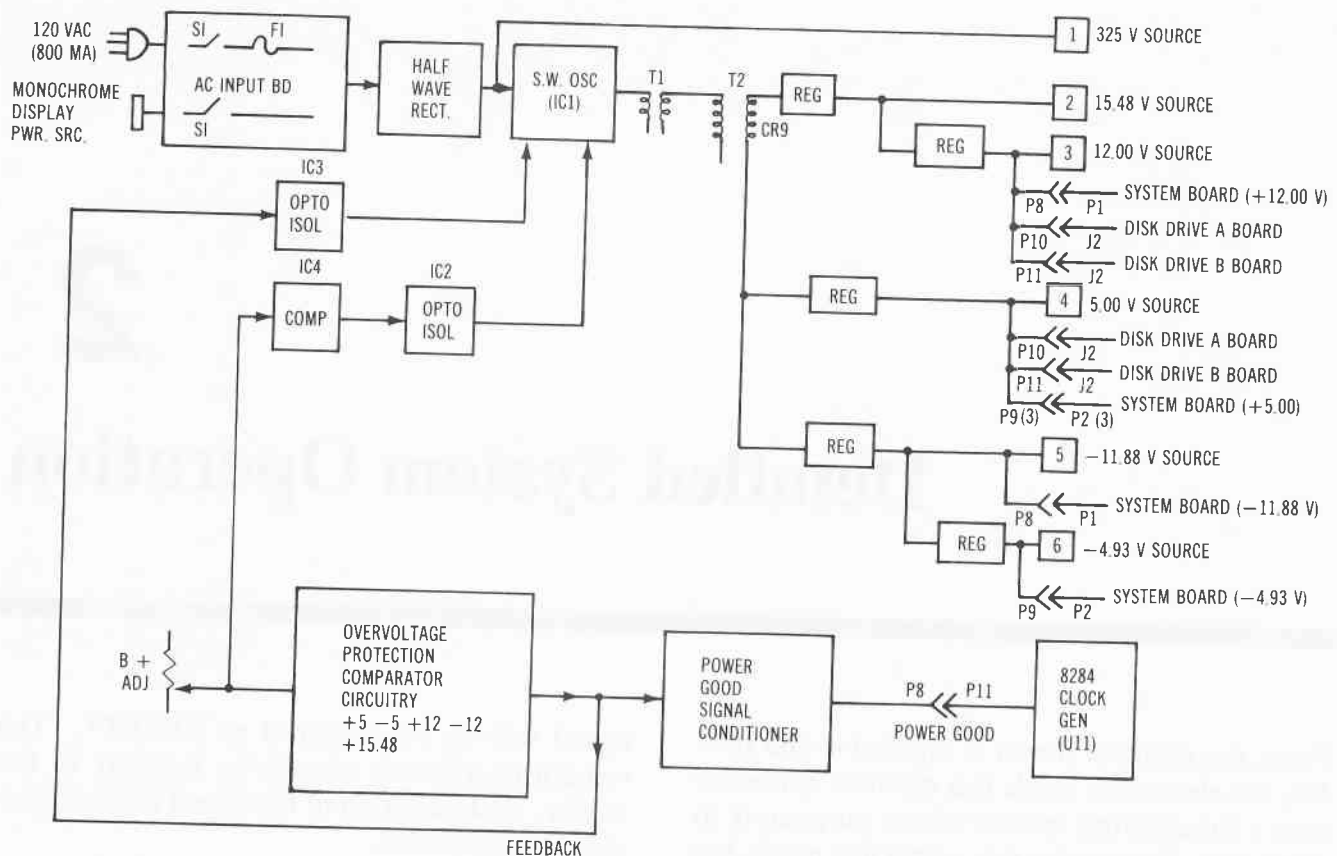 120 VAC
(800 MA)
MONOCHROME
DISPLAY
PWR. SRC.
SI
FI
AC INPUT BD
SI
HALF
WAVE
RECT.
S.W. OSC
(IC1)
T1
T2
CR9
REG
1
325 V SOURCE
2
15.48 V SOURCE
REG
3
12.00 V SOURCE
P8
P1
SYSTEM BOARD (+12.00 V)
P10
J2
DISK DRIVE A BOARD
P11
J2
DISK DRIVE B BOARD
IC3
OPTO
ISOL
IC4
COMP
IC2
OPTO
ISOL
REG
4
5.00 V SOURCE
P10
J2
DISK DRIVE A BOARD
P11
J2
DISK DRIVE B BOARD
P9(3)
P2 (3)
SYSTEM BOARD (+5.00)
REG
5
−11.88 V SOURCE
P8
P1
SYSTEM BOARD (−11.88 V)
REG
6
−4.93 V SOURCE
P9
P2
SYSTEM BOARD (−4.93 V)
B +
ADJ
OVERVOLTAGE
PROTECTION
COMPARATOR
CIRCUITRY
+5 −5 +12 −12
+15.48
POWER
GOOD
SIGNAL
CONDITIONER
P8
P11
POWER GOOD
8284
CLOCK
GEN
(U11)
FEEDBACK